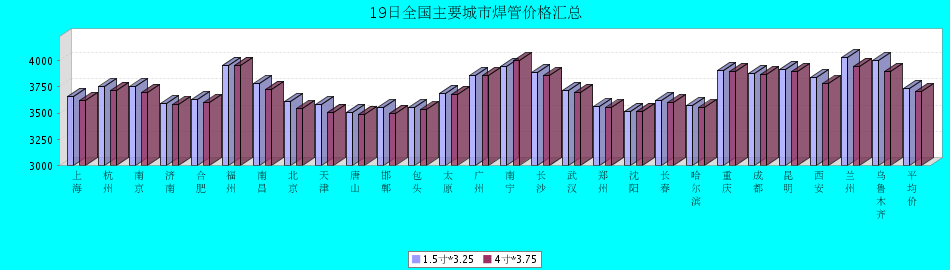 19日全国主要城市焊管价格汇总
4000
3750
3500
3250
3000
上海 杭州 南京 济南 合肥 福州 南昌 北京 天津 唐山 邯郸 包头 太原 广州 南宁 长沙 武汉 郑州 沈阳 长春 哈尔滨 重庆 成都 昆明 西安 兰州 乌鲁木齐 平均价
1.5寸*3.25 4寸*3.75